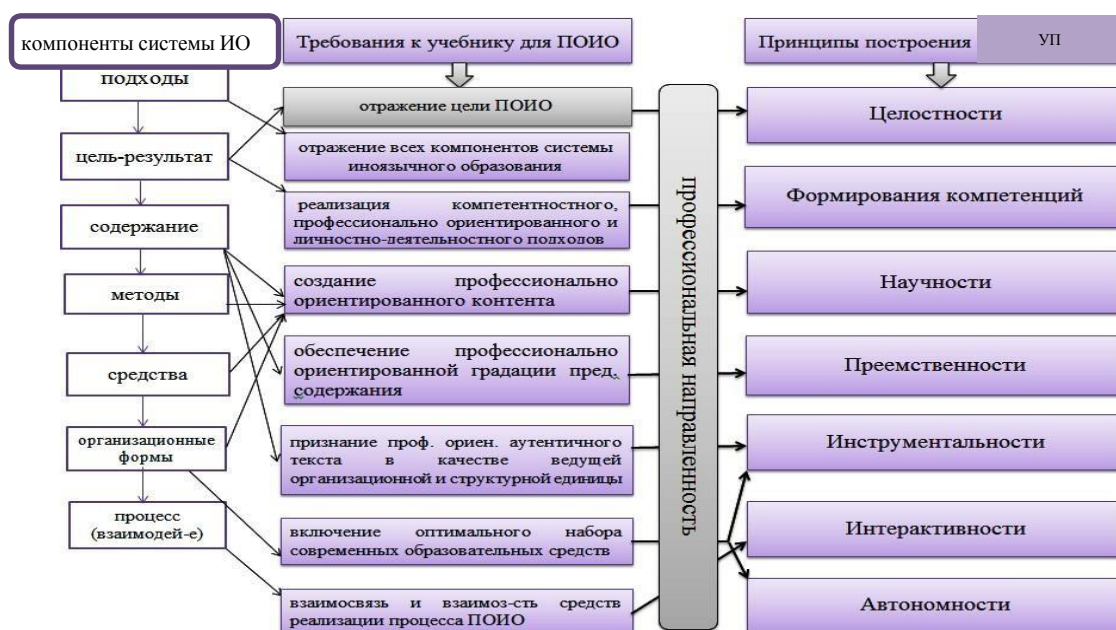 компоненты системы ИО
подходы
цель-результат
содержание
методы
средства
организационные
формы
процесс
(взаимодей-е)
Требования к учебнику для ПОИО
отражение цели ПОИО
отражение всех компонентов системы
иноязычного образования
реализация компетентностного,
профессионально ориентированного и
личностно-деятельностного подходов
создание профессионально
ориентированного контента
обеспечение профессионально
ориентированной градации пред.
содержания
признание проф. ориен. аутентичного
текста в качестве ведущей
организационной и структурной единицы
включение оптимального набора
современных образовательных средств
взаимосвязь и взаимоз-сть средств
реализации процесса ПОИО
профессиональная направленность
Принципы построения УП
Целостности
Формирования компетенций
Научности
Преемственности
Инструментальности
Интерактивности
Автономности